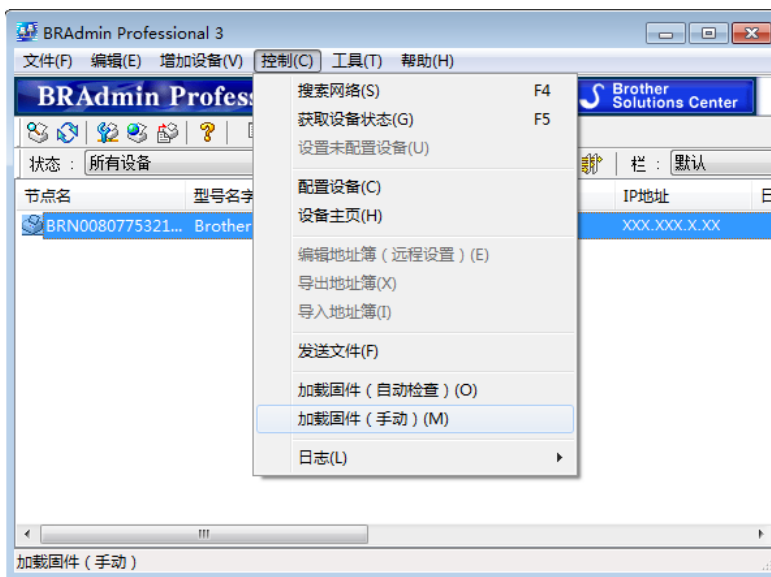 BRAdmin Professional 3
文件(F) 编辑(E) 增加设备(V) 控制(C) 工具(T) 帮助(H)
BRAdmin Profess
Brother
Solutions Center
状态 : 所有设备
栏 : 默认
节点名 型号名字 IP地址
BRN0080775321... Brother XXX.XXX.X.XX
搜索网络(S) F4
获取设备状态(G) F5
设置未配置设备(U)
配置设备(C)
设备主页(H)
编辑地址簿 ( 远程设置 ) (E)
导出地址簿(X)
导入地址簿(I)
发送文件(F)
加载固件 ( 自动检查 ) (O)
加载固件 ( 手动 ) (M)
日志(L)
加载固件 ( 手动 )